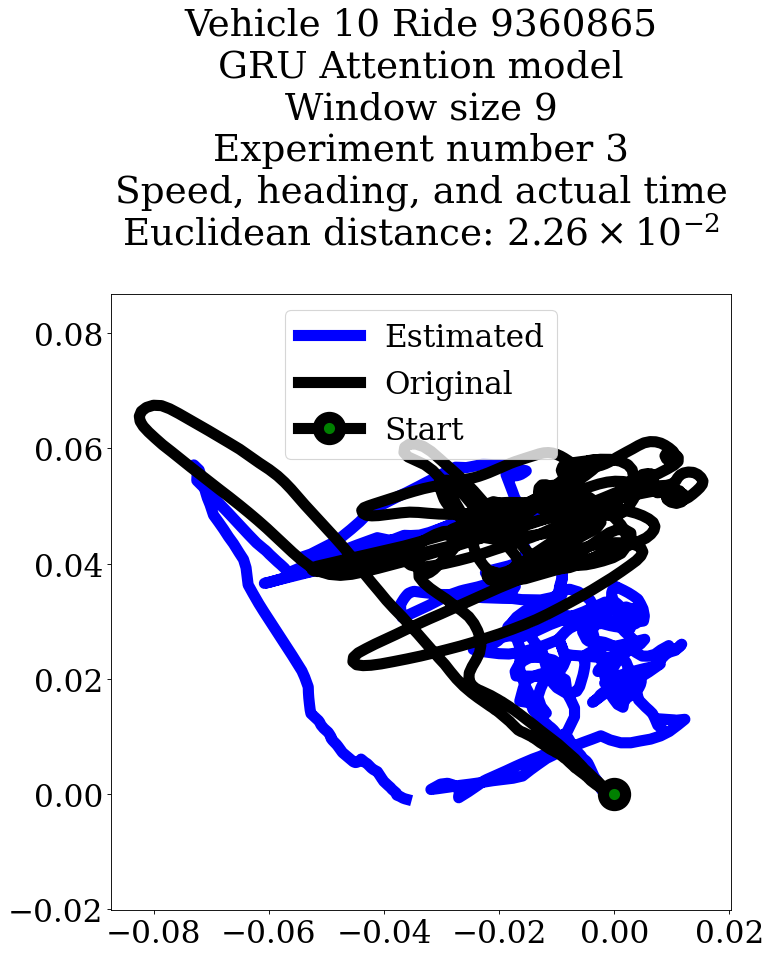 Vehicle 10 Ride 9360865
GRU Attention model
Window size 9
Experiment number 3
Speed, heading, and actual time
Euclidean distance: 2.26 × 10⁻²
Estimated
Original
Start
0.08
0.06
0.04
0.02
0.00
−0.02
−0.08 −0.06 −0.04 −0.02 0.00 0.02